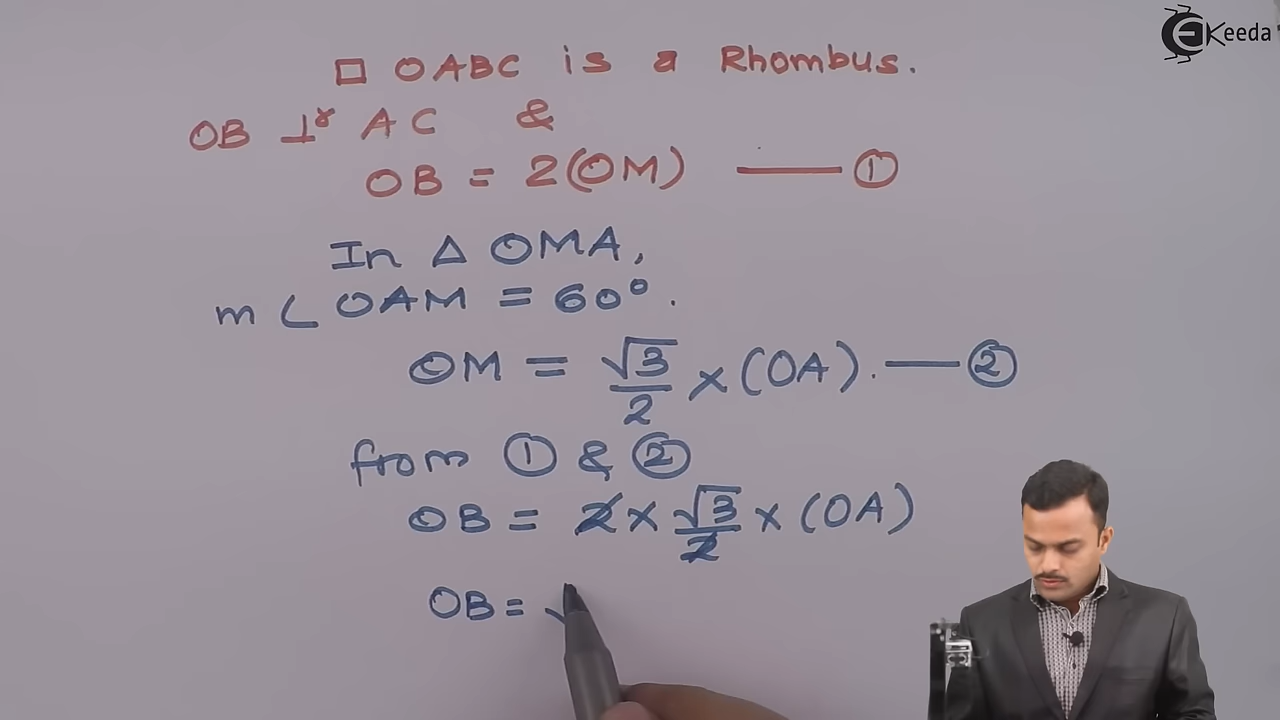 Keeda
□ OABC is a Rhombus.
OB ⊥r AC &
OB = 2(OM) —— ①
In Δ OMA,
m ∠ OAM = 60°.
OM = √3/2 × (OA). —— ②
from ① & ②
OB = 2 × √3/2 × (OA)
OB = √